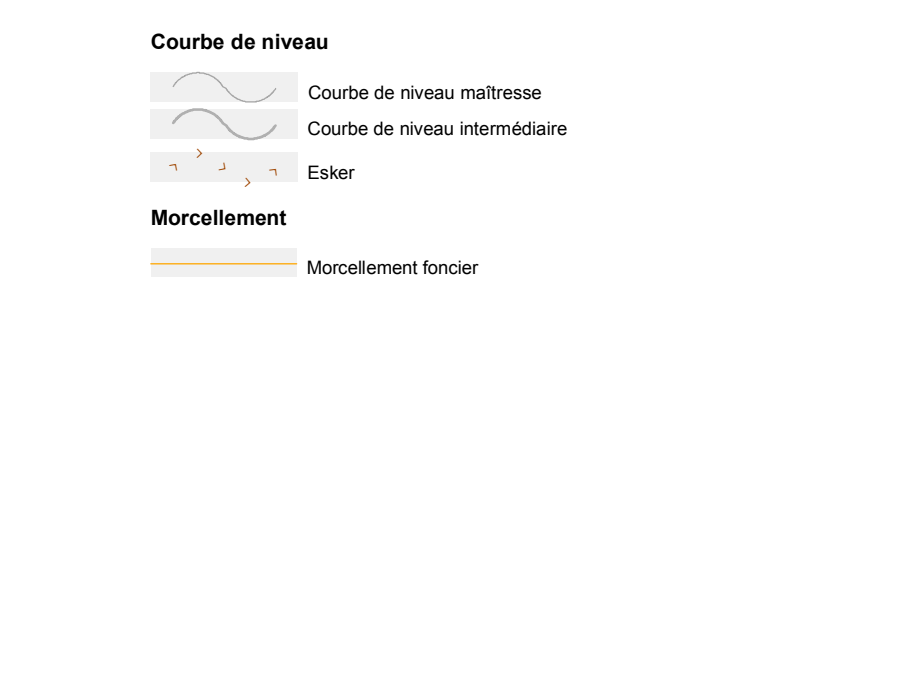 Courbe de niveau
Courbe de niveau maîtresse
Courbe de niveau intermédiaire
Esker
Morcellement
Morcellement foncier